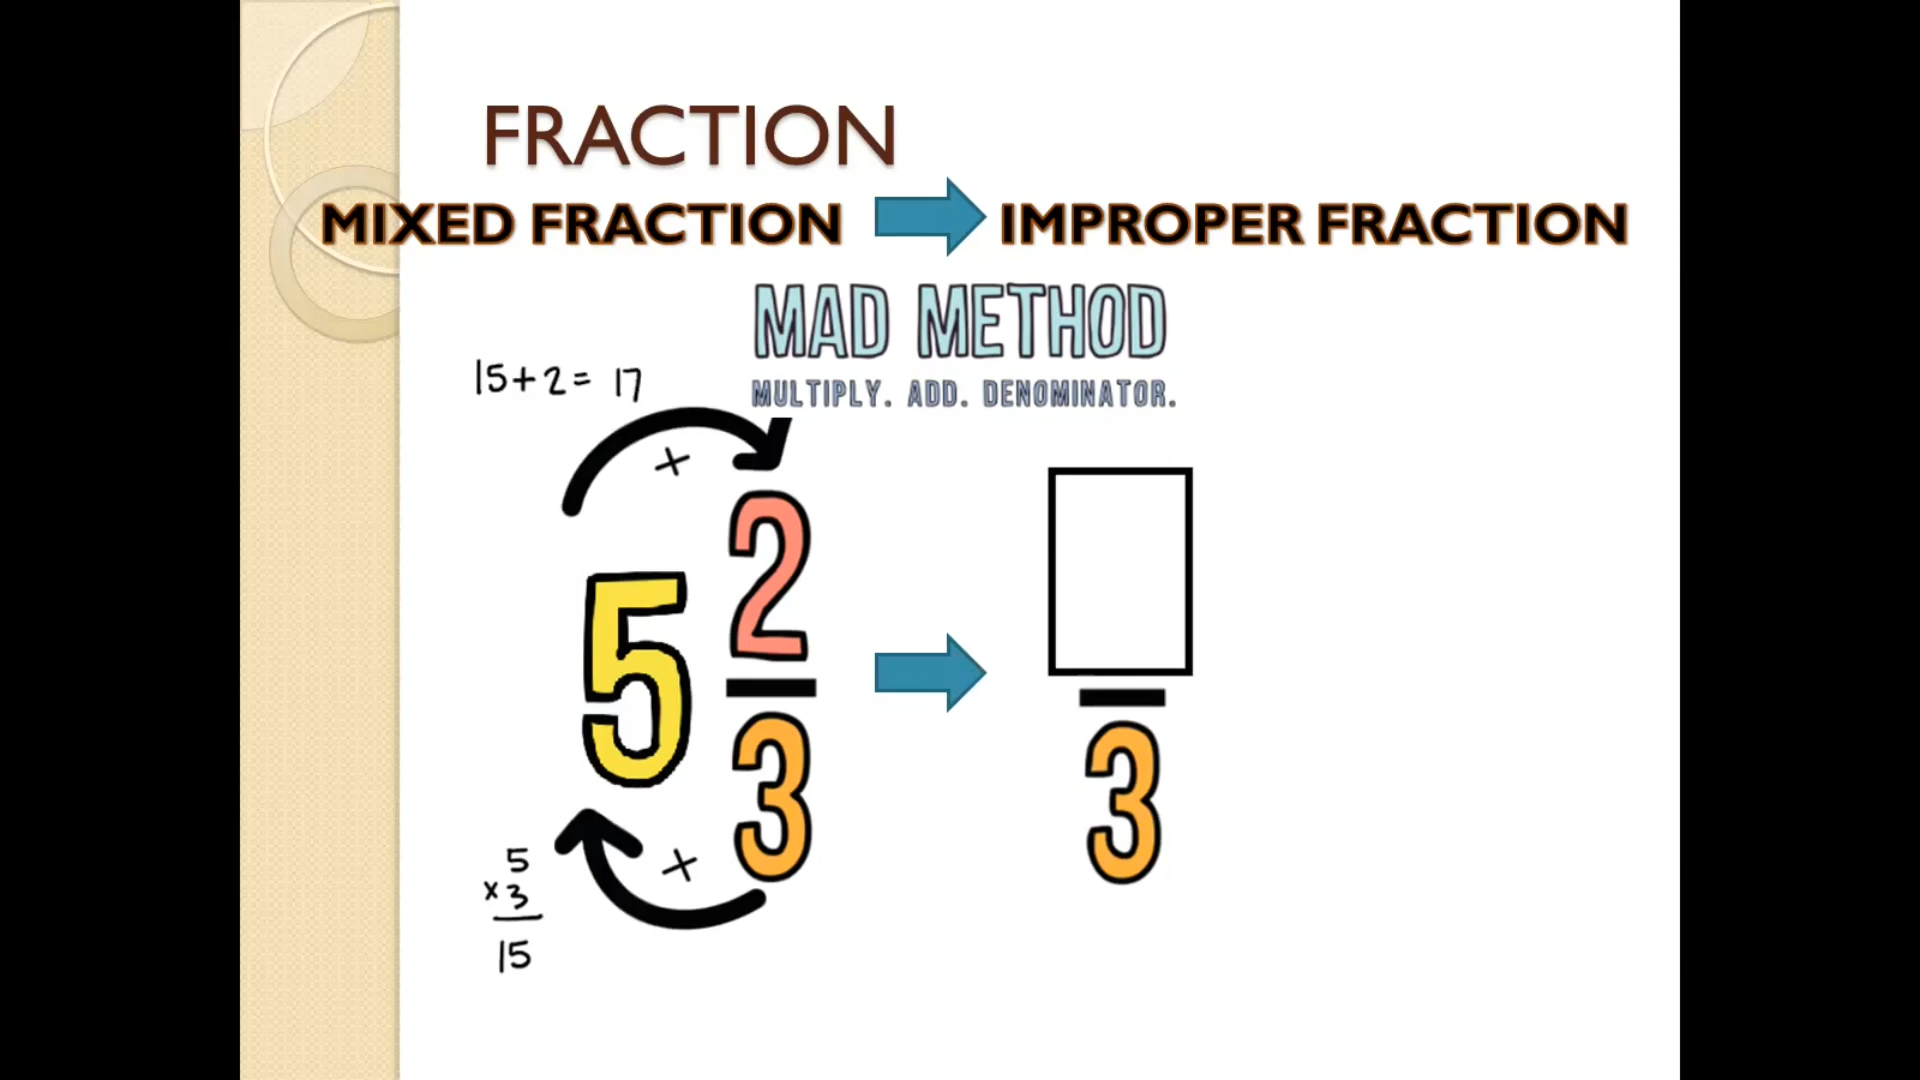 FRACTION
MIXED FRACTION IMPROPER FRACTION
MAD METHOD
MULTIPLY. ADD. DENOMINATOR.
15+2= 17
+
2
5
3
3
×
5
×3
15